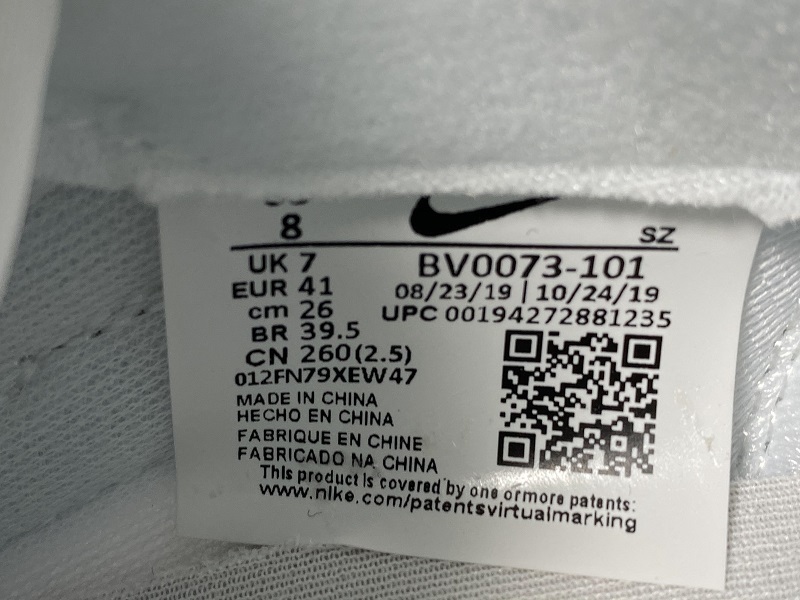 8
SZ
UK 7
BV0073-101
EUR 41
08/23/19 | 10/24/19
cm 26
UPC 00194272881235
BR 39.5
CN 260(2.5)
012FN79XEW47
MADE IN CHINA
HECHO EN CHINA
FABRIQUE EN CHINE
FABRICADO NA CHINA
This product is covered by one or more patents:
www.nike.com/patentsvirtualmarking